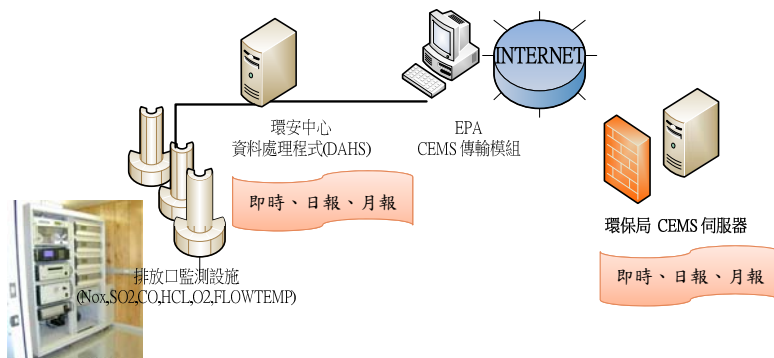 INTERNET
環安中心
資料處理程式(DAHS)
EPA
CEMS 傳輸模組
即時、日報、月報
環保局 CEMS 伺服器
即時、日報、月報
排放口監測設施
(Nox,SO2,CO,HCL,O2,FLOWTEMP)